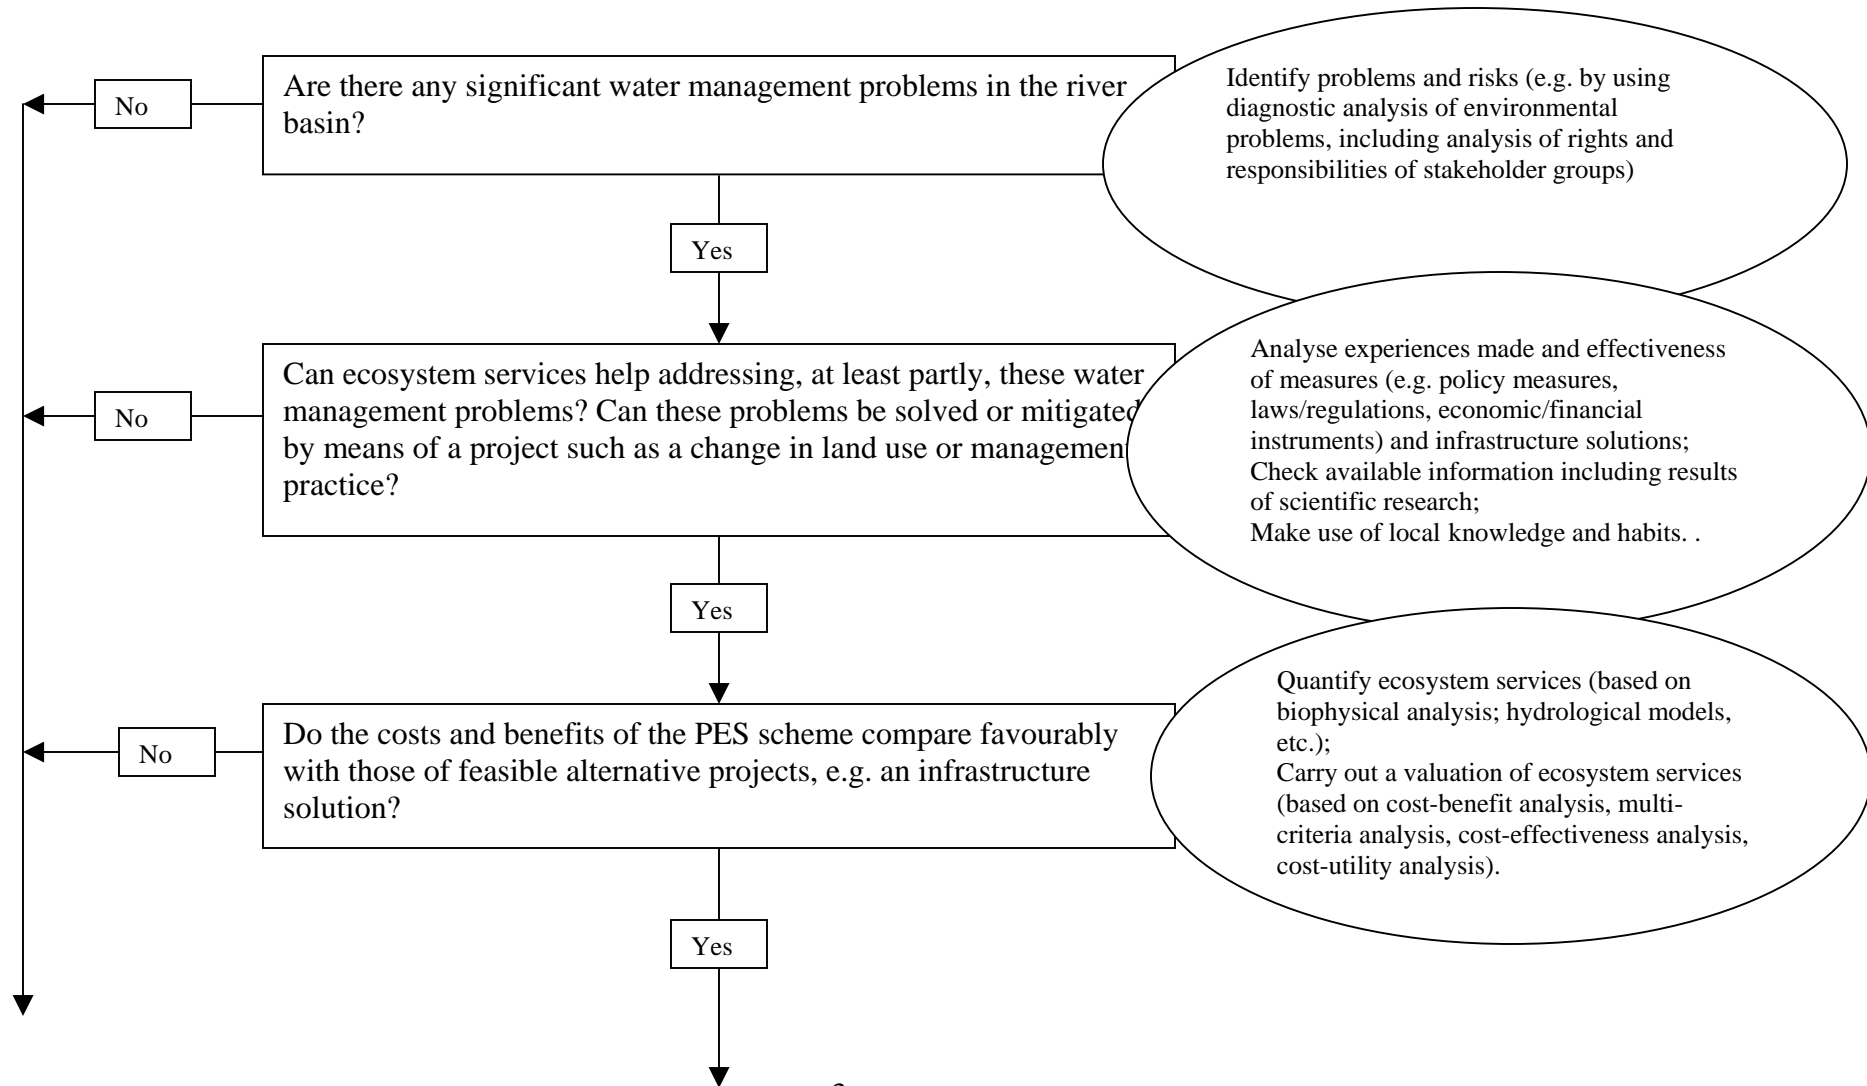 No
Are there any significant water management problems in the river
basin?
Identify problems and risks (e.g. by using
diagnostic analysis of environmental
problems, including analysis of rights and
responsibilities of stakeholder groups)
Yes
No
Can ecosystem services help addressing, at least partly, these water
management problems? Can these problems be solved or mitigated
by means of a project such as a change in land use or management
practice?
Analyse experiences made and effectiveness
of measures (e.g. policy measures,
laws/regulations, economic/financial
instruments) and infrastructure solutions;
Check available information including results
of scientific research;
Make use of local knowledge and habits. .
Yes
No
Do the costs and benefits of the PES scheme compare favourably
with those of feasible alternative projects, e.g. an infrastructure
solution?
Quantify ecosystem services (based on
biophysical analysis; hydrological models,
etc.);
Carry out a valuation of ecosystem services
(based on cost-benefit analysis, multi-
criteria analysis, cost-effectiveness analysis,
cost-utility analysis).
Yes